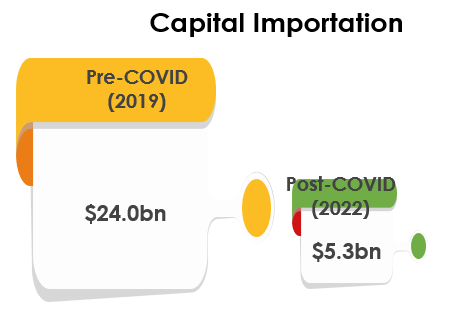 Capital Importation
Pre-COVID
(2019)
$24.0bn
Post-COVID
(2022)
$5.3bn